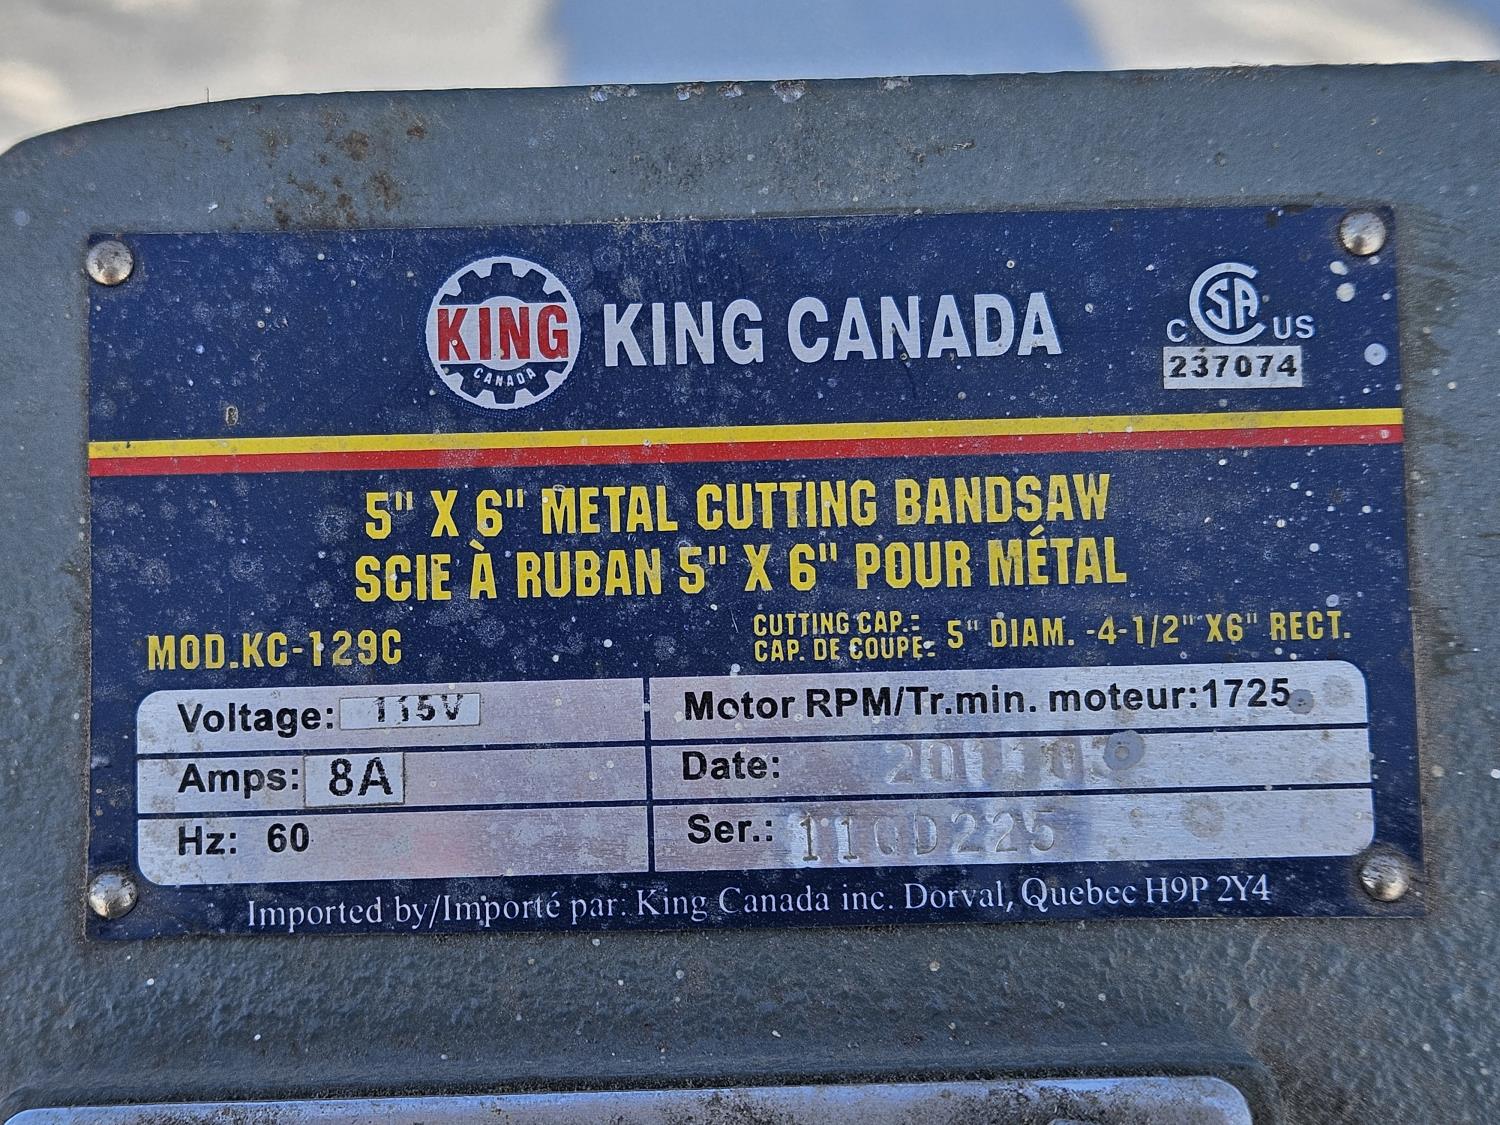 KING
CANADA
KING CANADA
C SA US
237074
5" X 6" METAL CUTTING BANDSAW
SCIE À RUBAN 5" X 6" POUR MÉTAL
MOD.KC-129C
CUTTING CAP.:
CAP. DE COUPE: 5" DIAM. -4-1/2" X6" RECT.
Voltage: 115V
Motor RPM/Tr.min. moteur:1725
Amps: 8A
Date:
Hz: 60
Ser.:
Imported by/Importé par: King Canada inc. Dorval, Quebec H9P 2Y4